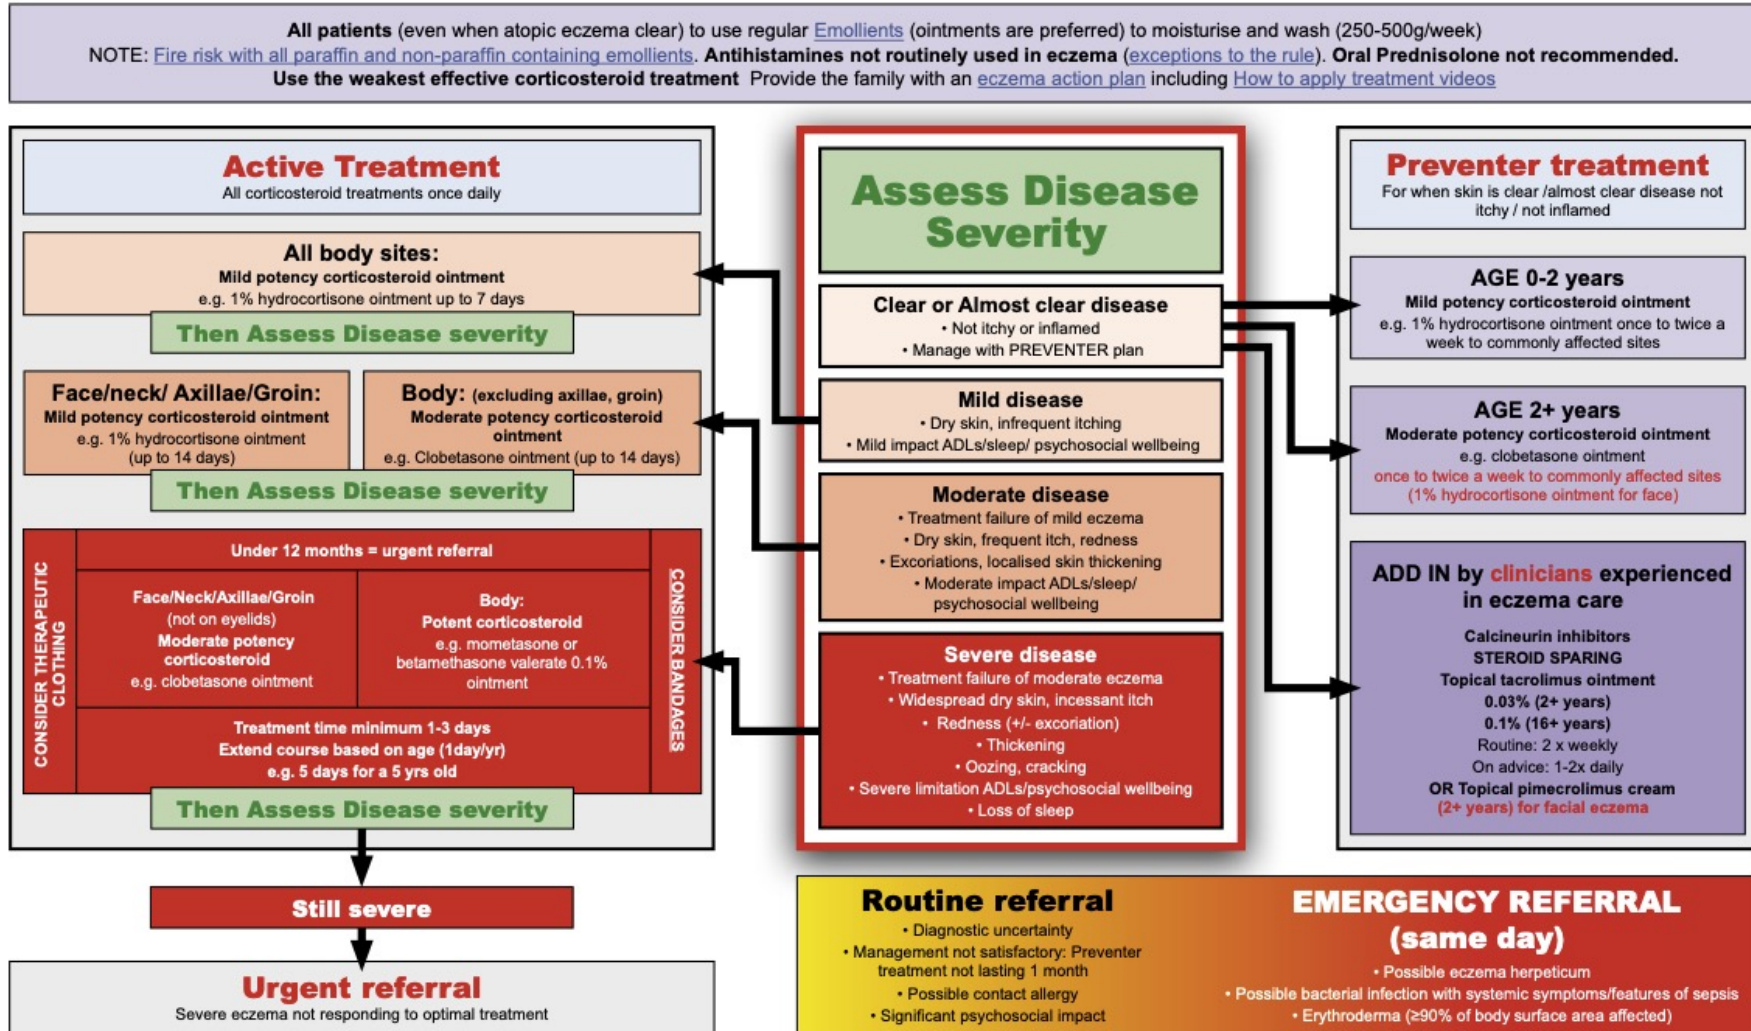 All patients (even when atopic eczema clear) to use regular Emollients (ointments are preferred) to moisturise and wash (250-500g/week)
NOTE: Fire risk with all paraffin and non-paraffin containing emollients. Antihistamines not routinely used in eczema (exceptions to the rule). Oral Prednisolone not recommended.
Use the weakest effective corticosteroid treatment Provide the family with an eczema action plan including How to apply treatment videos
Active Treatment
All corticosteroid treatments once daily
All body sites:
Mild potency corticosteroid ointment
e.g. 1% hydrocortisone ointment up to 7 days
Then Assess Disease severity
Face/neck/ Axillae/Groin:
Mild potency corticosteroid ointment
e.g. 1% hydrocortisone ointment
(up to 14 days)
Body: (excluding axillae, groin)
Moderate potency corticosteroid
ointment
e.g. Clobetasone ointment (up to 14 days)
Then Assess Disease severity
CONSIDER THERAPEUTIC
CLOTHING
Under 12 months = urgent referral
Face/Neck/Axillae/Groin
(not on eyelids)
Moderate potency
corticosteroid
e.g. clobetasone ointment
Body:
Potent corticosteroid
e.g. mometasone or
betamethasone valerate 0.1%
ointment
Treatment time minimum 1-3 days
Extend course based on age (1day/yr)
e.g. 5 days for a 5 yrs old
CONSIDER BANDAGES
Then Assess Disease severity
Still severe
Urgent referral
Severe eczema not responding to optimal treatment
Assess Disease
Severity
Clear or Almost clear disease
• Not itchy or inflamed
• Manage with PREVENTER plan
Mild disease
• Dry skin, infrequent itching
• Mild impact ADLs/sleep/ psychosocial wellbeing
Moderate disease
• Treatment failure of mild eczema
• Dry skin, frequent itch, redness
• Excoriations, localised skin thickening
• Moderate impact ADLs/sleep/
psychosocial wellbeing
Severe disease
• Treatment failure of moderate eczema
• Widespread dry skin, incessant itch
• Redness (+/- excoriation)
• Thickening
• Oozing, cracking
• Severe limitation ADLs/psychosocial wellbeing
• Loss of sleep
Preventer treatment
For when skin is clear /almost clear disease not
itchy / not inflamed
AGE 0-2 years
Mild potency corticosteroid ointment
e.g. 1% hydrocortisone ointment once to twice a
week to commonly affected sites
AGE 2+ years
Moderate potency corticosteroid ointment
e.g. clobetasone ointment
once to twice a week to commonly affected sites
(1% hydrocortisone ointment for face)
ADD IN by clinicians experienced
in eczema care
Calcineurin inhibitors
STEROID SPARING
Topical tacrolimus ointment
0.03% (2+ years)
0.1% (16+ years)
Routine: 2 x weekly
On advice: 1-2x daily
OR Topical pimecrolimus cream
(2+ years) for facial eczema
Routine referral
• Diagnostic uncertainty
• Management not satisfactory: Preventer
treatment not lasting 1 month
• Possible contact allergy
• Significant psychosocial impact
EMERGENCY REFERRAL
(same day)
• Possible eczema herpeticum
• Possible bacterial infection with systemic symptoms/features of sepsis
• Erythroderma (≥90% of body surface area affected)